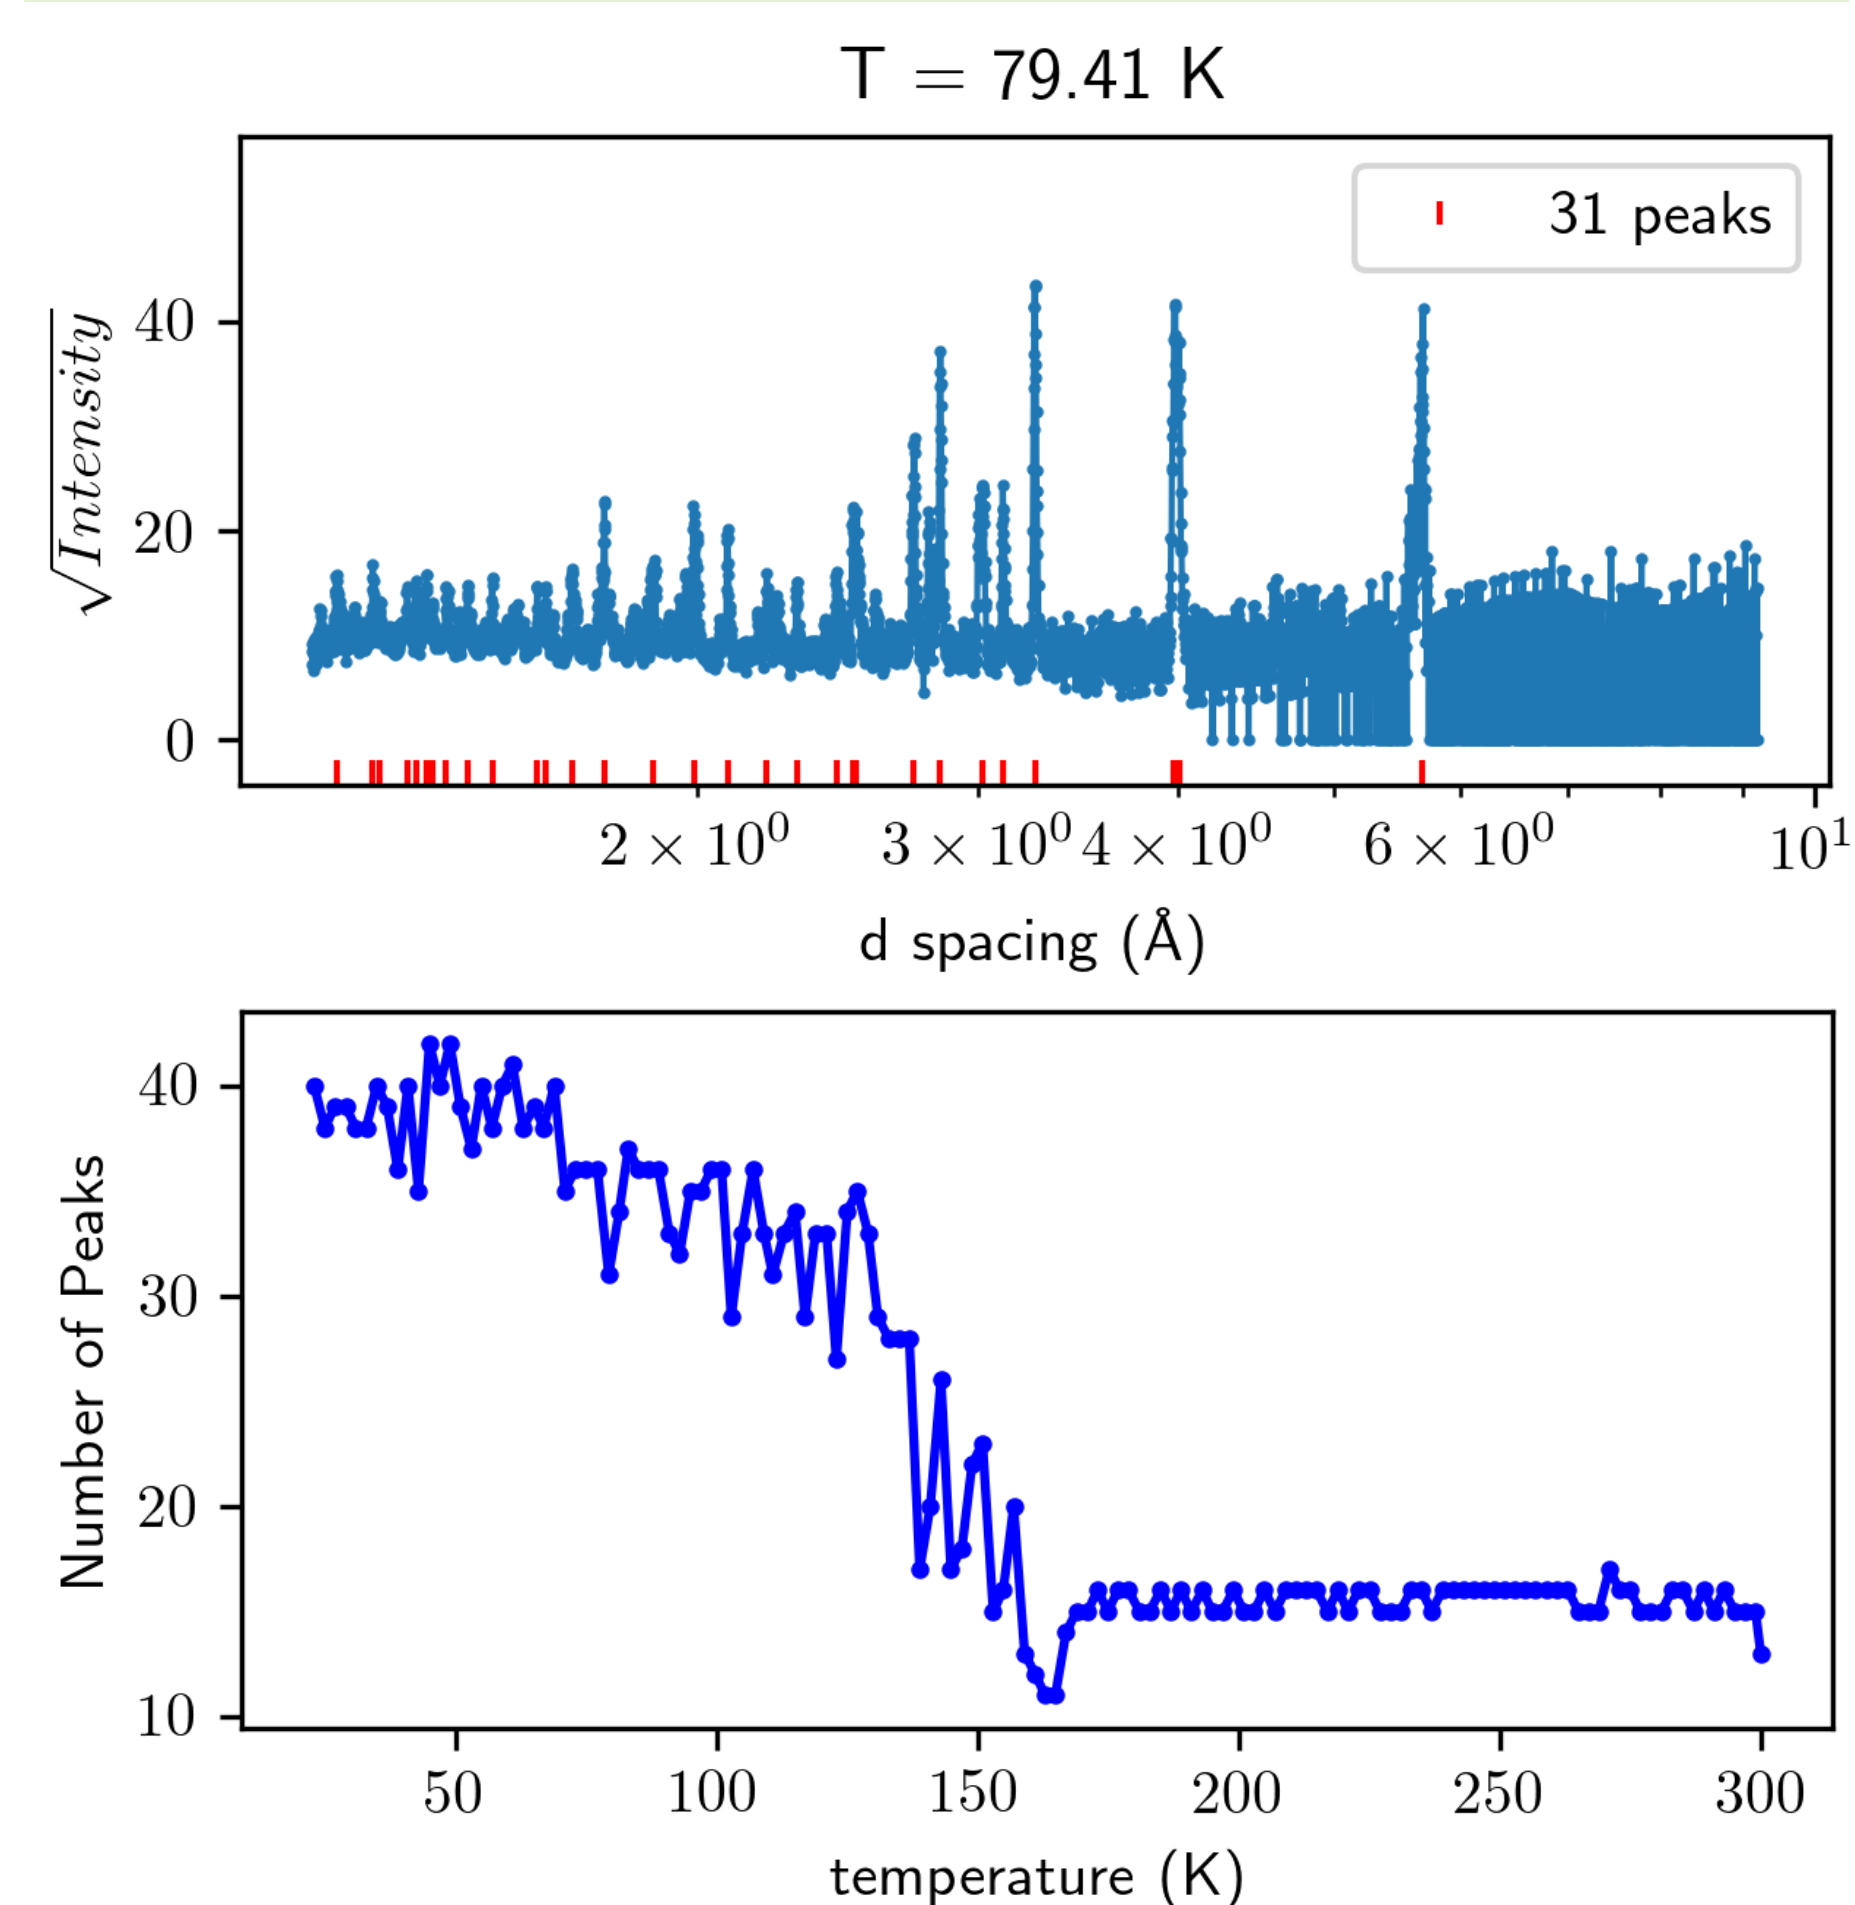 T = 79.41 K
31 peaks
√Intensity
40
20
0
2 × 10⁰
3 × 10⁰
4 × 10⁰
6 × 10⁰
10¹
d spacing (Å)
Number of Peaks
40
30
20
10
50
100
150
200
250
300
temperature (K)